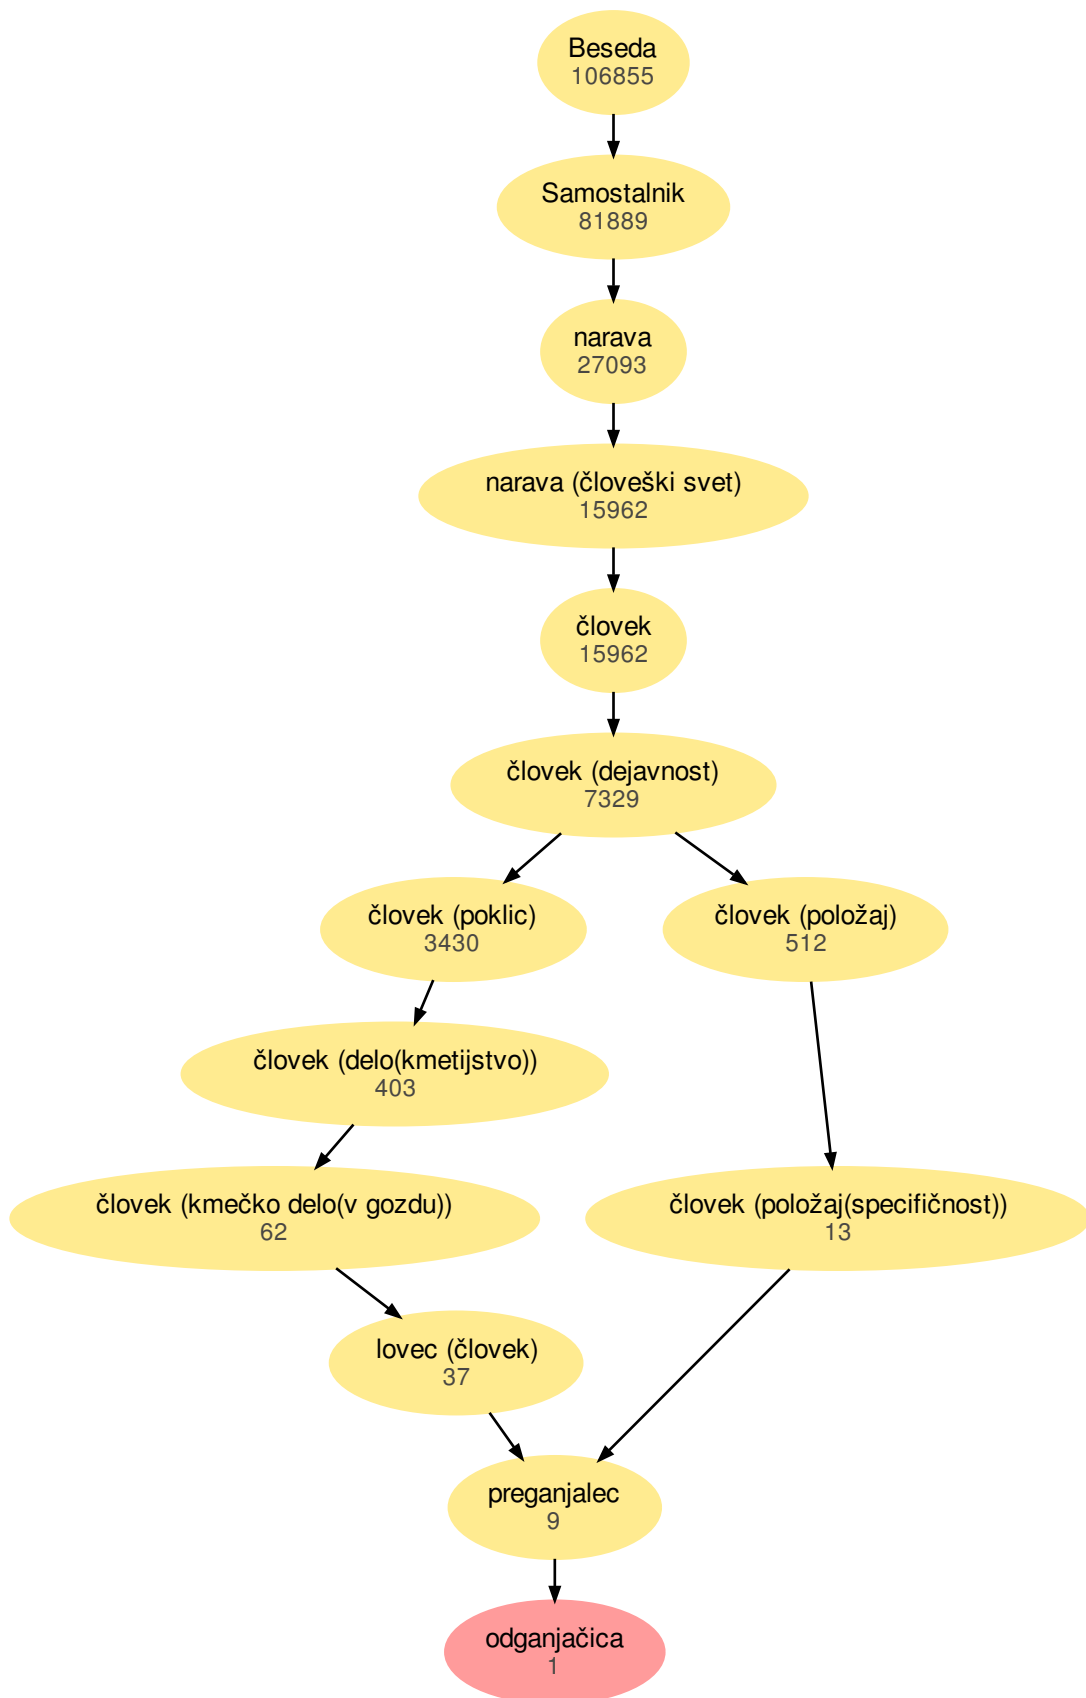 Beseda
106855
Samostalnik
81889
narava
27093
narava (človeški svet)
15962
človek
15962
človek (dejavnost)
7329
človek (poklic)
3430
človek (položaj)
512
človek (delo(kmetijstvo))
403
človek (kmečko delo(v gozdu))
62
človek (položaj(specifičnost))
13
lovec (človek)
37
preganjalec
9
odganjačica
1